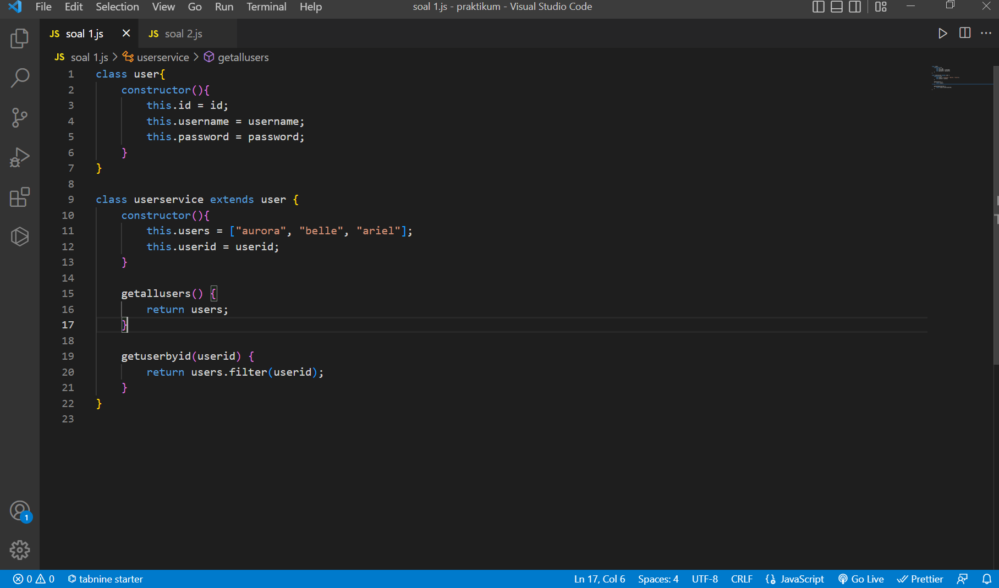 File Edit Selection View Go Run Terminal Help soal 1.js - praktikum - Visual Studio Code
JS soal 1.js JS soal 2.js
JS soal 1.js > userservice > getallusers
1 class user{
2     constructor(){
3         this.id = id;
4         this.username = username;
5         this.password = password;
6     }
7 }
8
9 class userservice extends user {
10     constructor(){
11         this.users = ["aurora", "belle", "ariel"];
12         this.userid = userid;
13     }
14
15     getallusers() {
16         return users;
17     }
18
19     getuserbyid(userid) {
20         return users.filter(userid);
21     }
22 }
23
1
0 0 tabnine starter Ln 17, Col 6 Spaces: 4 UTF-8 CRLF JavaScript Go Live Prettier